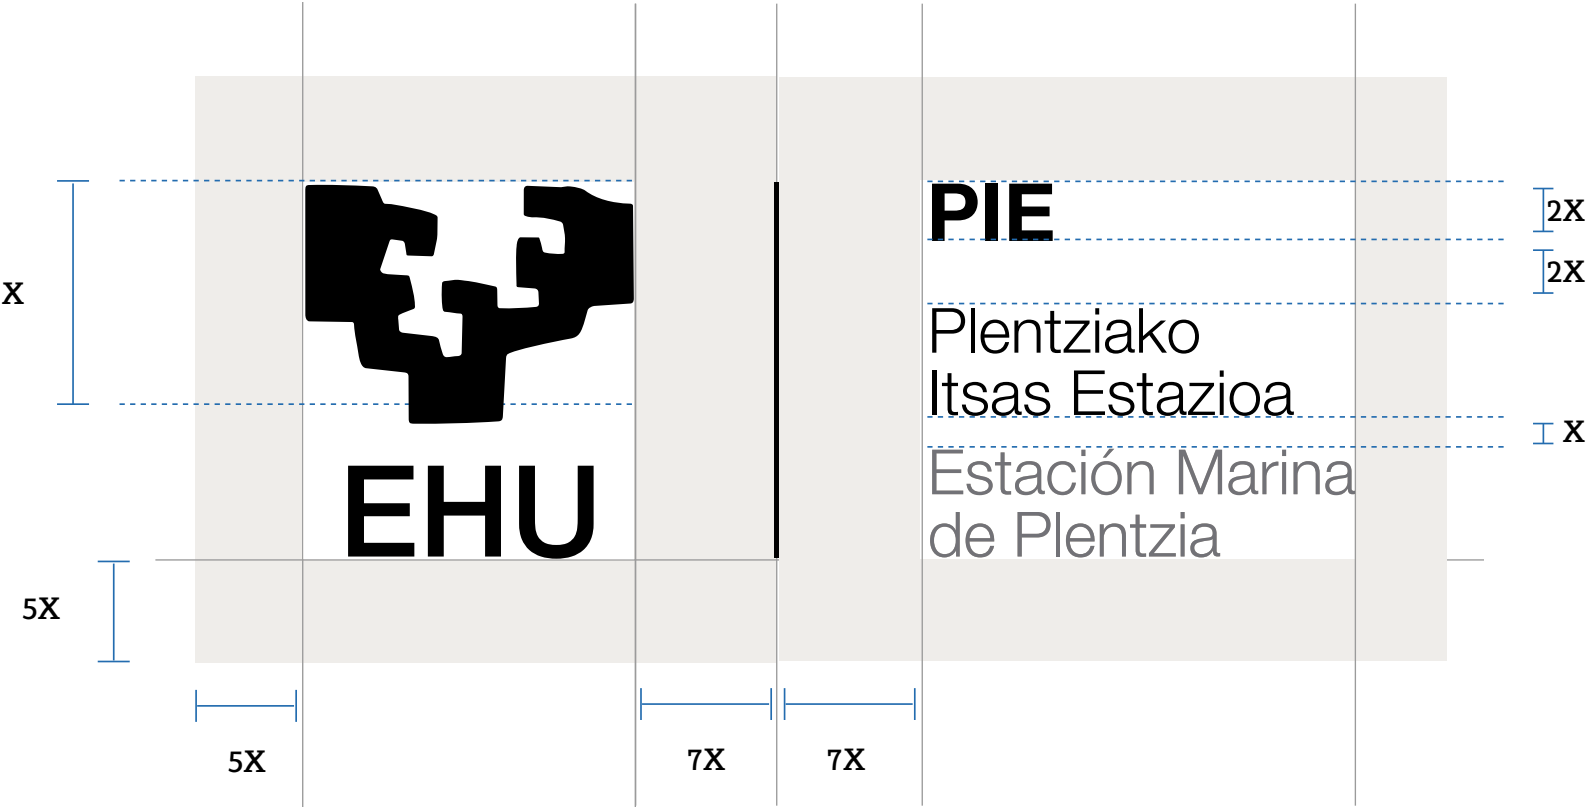 PIE
2X
2X
X
Plentziako
Itsas Estazioa
X
Estación Marina
EHU
de Plentzia
5X
5X
7X
7X